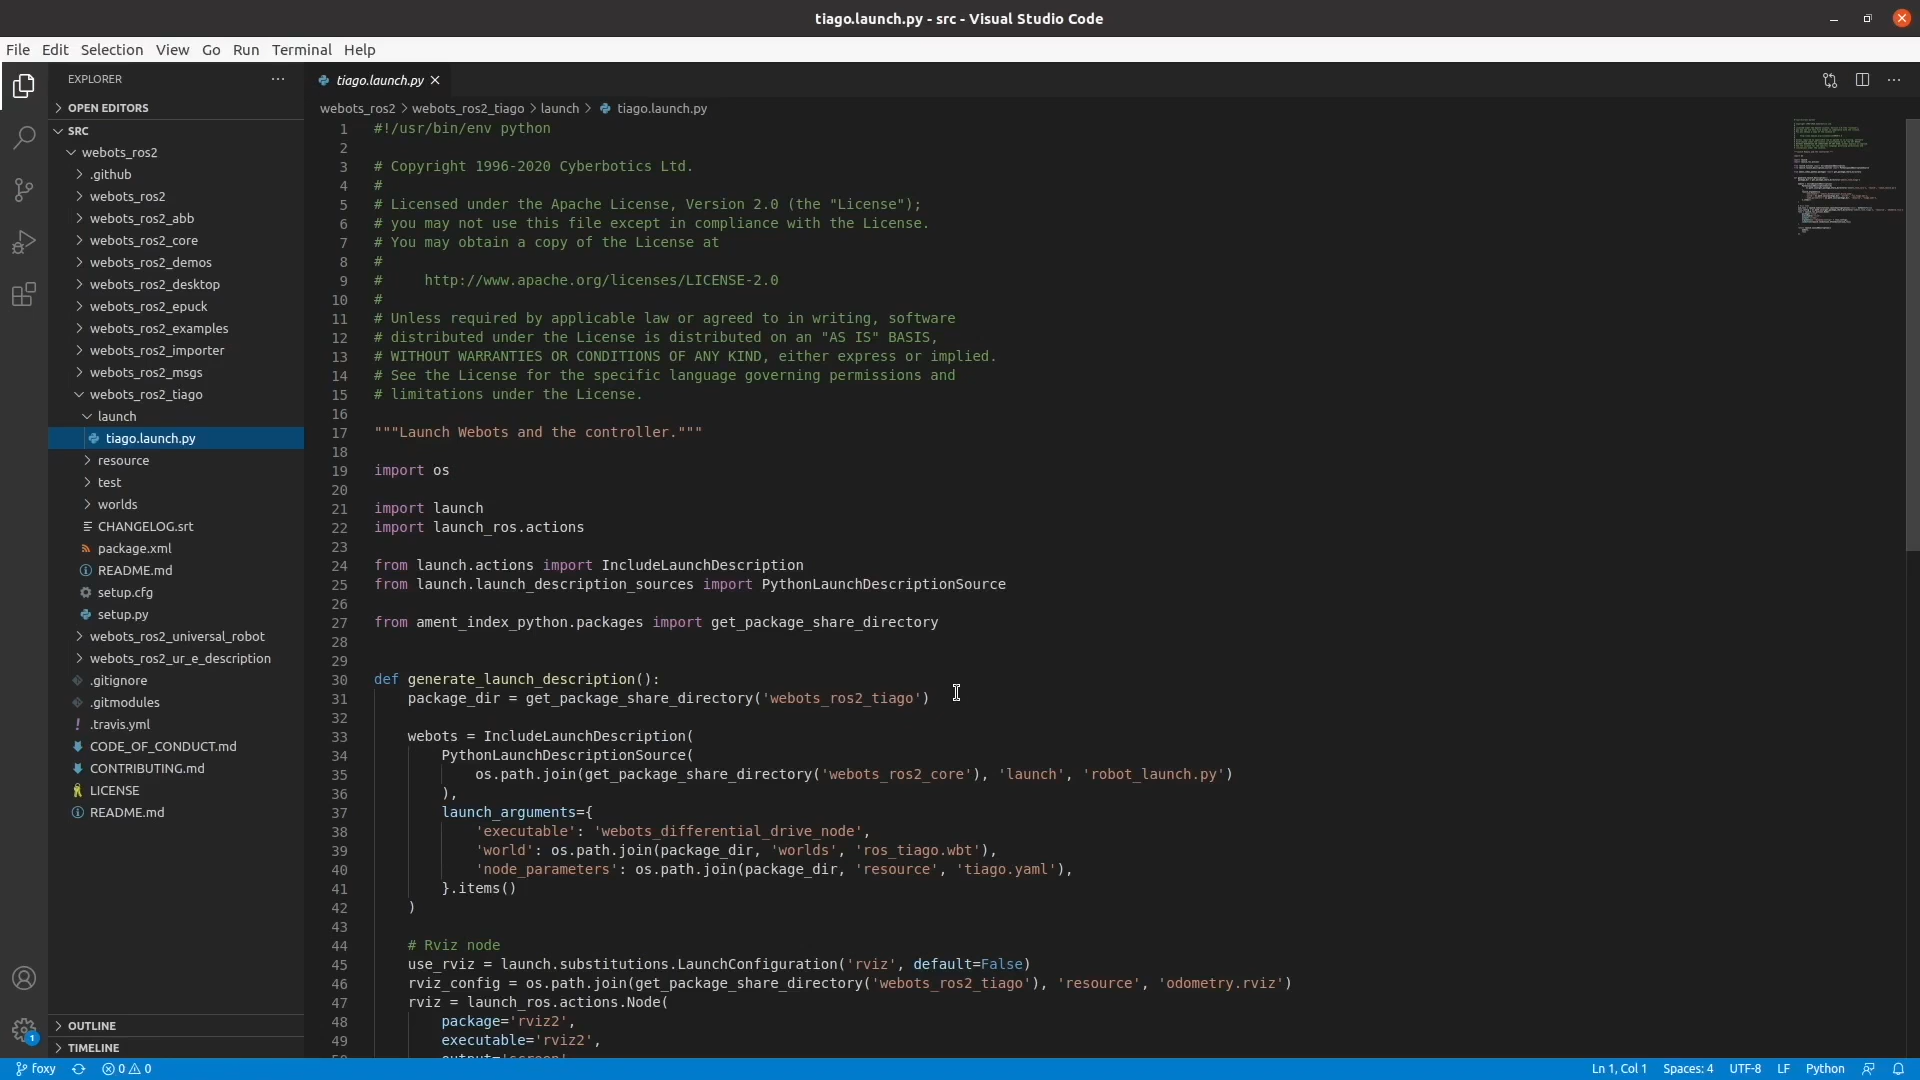 tiago.launch.py - src - Visual Studio Code
File Edit Selection View Go Run Terminal Help
EXPLORER
OPEN EDITORS
SRC
webots_ros2
.github
webots_ros2
webots_ros2_abb
webots_ros2_core
webots_ros2_demos
webots_ros2_desktop
webots_ros2_epuck
webots_ros2_examples
webots_ros2_importer
webots_ros2_msgs
webots_ros2_tiago
launch
tiago.launch.py
resource
test
worlds
CHANGELOG.srt
package.xml
README.md
setup.cfg
setup.py
webots_ros2_universal_robot
webots_ros2_ur_e_description
.gitignore
.gitmodules
.travis.yml
CODE_OF_CONDUCT.md
CONTRIBUTING.md
LICENSE
README.md
OUTLINE
TIMELINE
tiago.launch.py
webots_ros2 > webots_ros2_tiago > launch > tiago.launch.py
1 #!/usr/bin/env python
2
3 # Copyright 1996-2020 Cyberbotics Ltd.
4 #
5 # Licensed under the Apache License, Version 2.0 (the "License");
6 # you may not use this file except in compliance with the License.
7 # You may obtain a copy of the License at
8 #
9 #     http://www.apache.org/licenses/LICENSE-2.0
10 #
11 # Unless required by applicable law or agreed to in writing, software
12 # distributed under the License is distributed on an "AS IS" BASIS,
13 # WITHOUT WARRANTIES OR CONDITIONS OF ANY KIND, either express or implied.
14 # See the License for the specific language governing permissions and
15 # limitations under the License.
16
17 """Launch Webots and the controller."""
18
19 import os
20
21 import launch
22 import launch_ros.actions
23
24 from launch.actions import IncludeLaunchDescription
25 from launch.launch_description_sources import PythonLaunchDescriptionSource
26
27 from ament_index_python.packages import get_package_share_directory
28
29
30 def generate_launch_description():
31     package_dir = get_package_share_directory('webots_ros2_tiago')
32
33     webots = IncludeLaunchDescription(
34         PythonLaunchDescriptionSource(
35             os.path.join(get_package_share_directory('webots_ros2_core'), 'launch', 'robot_launch.py')
36         ),
37         launch_arguments={
38             'executable': 'webots_differential_drive_node',
39             'world': os.path.join(package_dir, 'worlds', 'ros_tiago.wbt'),
40             'node_parameters': os.path.join(package_dir, 'resource', 'tiago.yaml'),
41         }.items()
42     )
43
44     # Rviz node
45     use_rviz = launch.substitutions.LaunchConfiguration('rviz', default=False)
46     rviz_config = os.path.join(get_package_share_directory('webots_ros2_tiago'), 'resource', 'odometry.rviz')
47     rviz = launch_ros.actions.Node(
48         package='rviz2',
49         executable='rviz2',
50         output='screen',
1
foxy 0 0 Ln 1, Col 1 Spaces: 4 UTF-8 LF Python